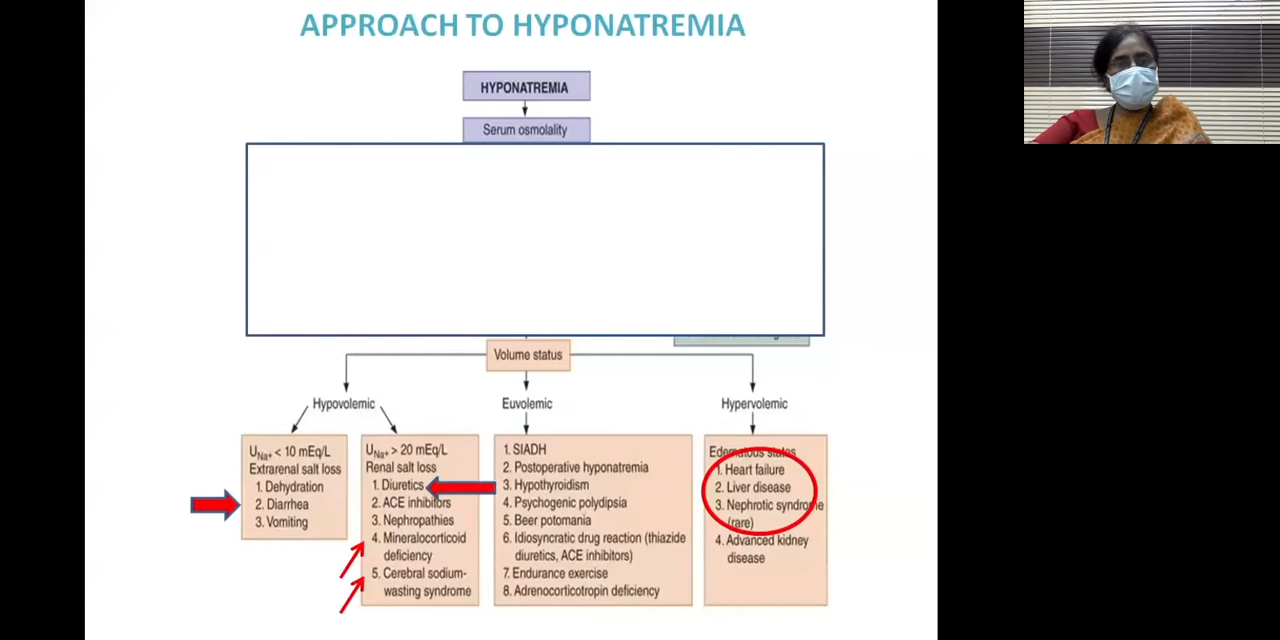 APPROACH TO HYPONATREMIA
HYPONATREMIA
Serum osmolality
Volume status
Hypovolemic
Euvolemic
Hypervolemic
UNa+ < 10 mEq/L
Extrarenal salt loss
1. Dehydration
2. Diarrhea
3. Vomiting
UNa+ > 20 mEq/L
Renal salt loss
1. Diuretics
2. ACE inhibitors
3. Nephropathies
4. Mineralocorticoid
deficiency
5. Cerebral sodium-
wasting syndrome
1. SIADH
2. Postoperative hyponatremia
3. Hypothyroidism
4. Psychogenic polydipsia
5. Beer potomania
6. Idiosyncratic drug reaction (thiazide
diuretics, ACE inhibitors)
7. Endurance exercise
8. Adrenocorticotropin deficiency
Edematous states
1. Heart failure
2. Liver disease
3. Nephrotic syndrome
(rare)
4. Advanced kidney
disease